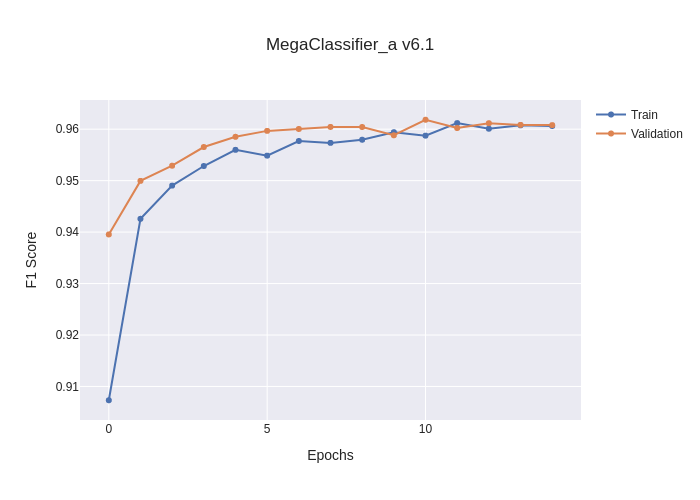 MegaClassifier_a v6.1
Train
Validation
F1 Score
0.96
0.95
0.94
0.93
0.92
0.91
0
5
10
Epochs